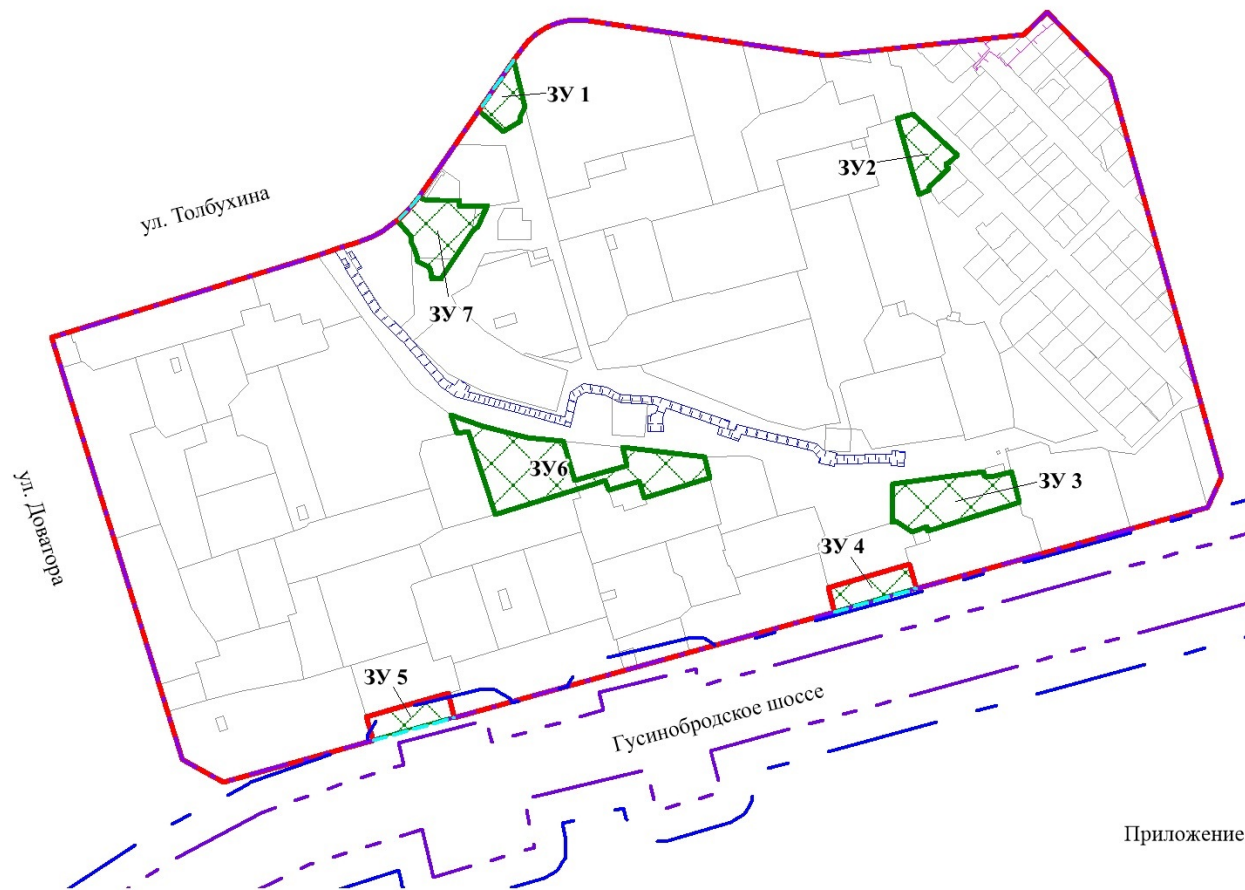 ЗУ 1
ЗУ2
ул. Толбухина
ЗУ 7
ЗУ6
ЗУ 3
ул. Доватора
ЗУ 4
ЗУ 5
Гусинобродское шоссе
Приложение